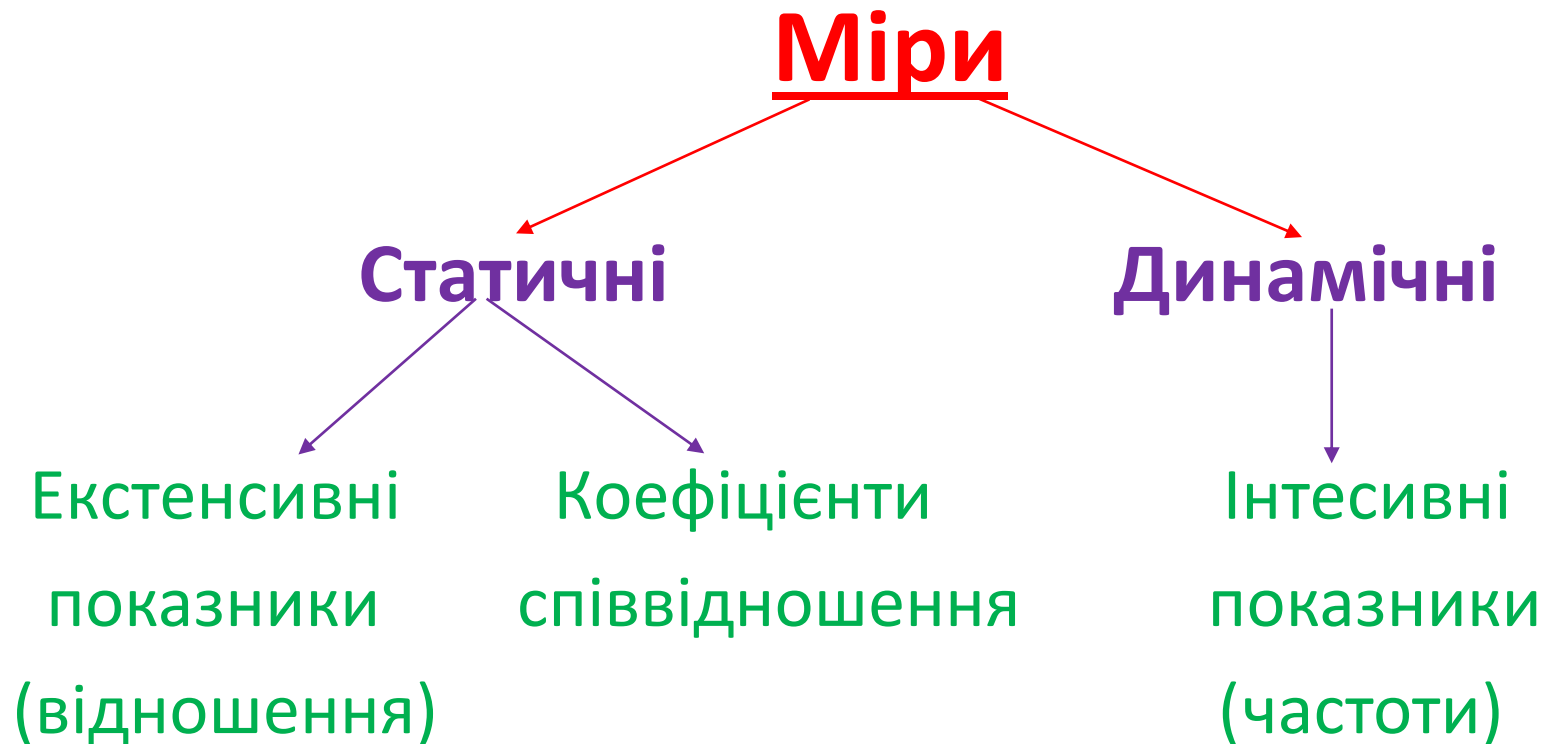 Міри
Статичні
Динамічні
Екстенсивні
показники
(відношення)
Коефіцієнти
співвідношення
Інтесивні
показники
(частоти)